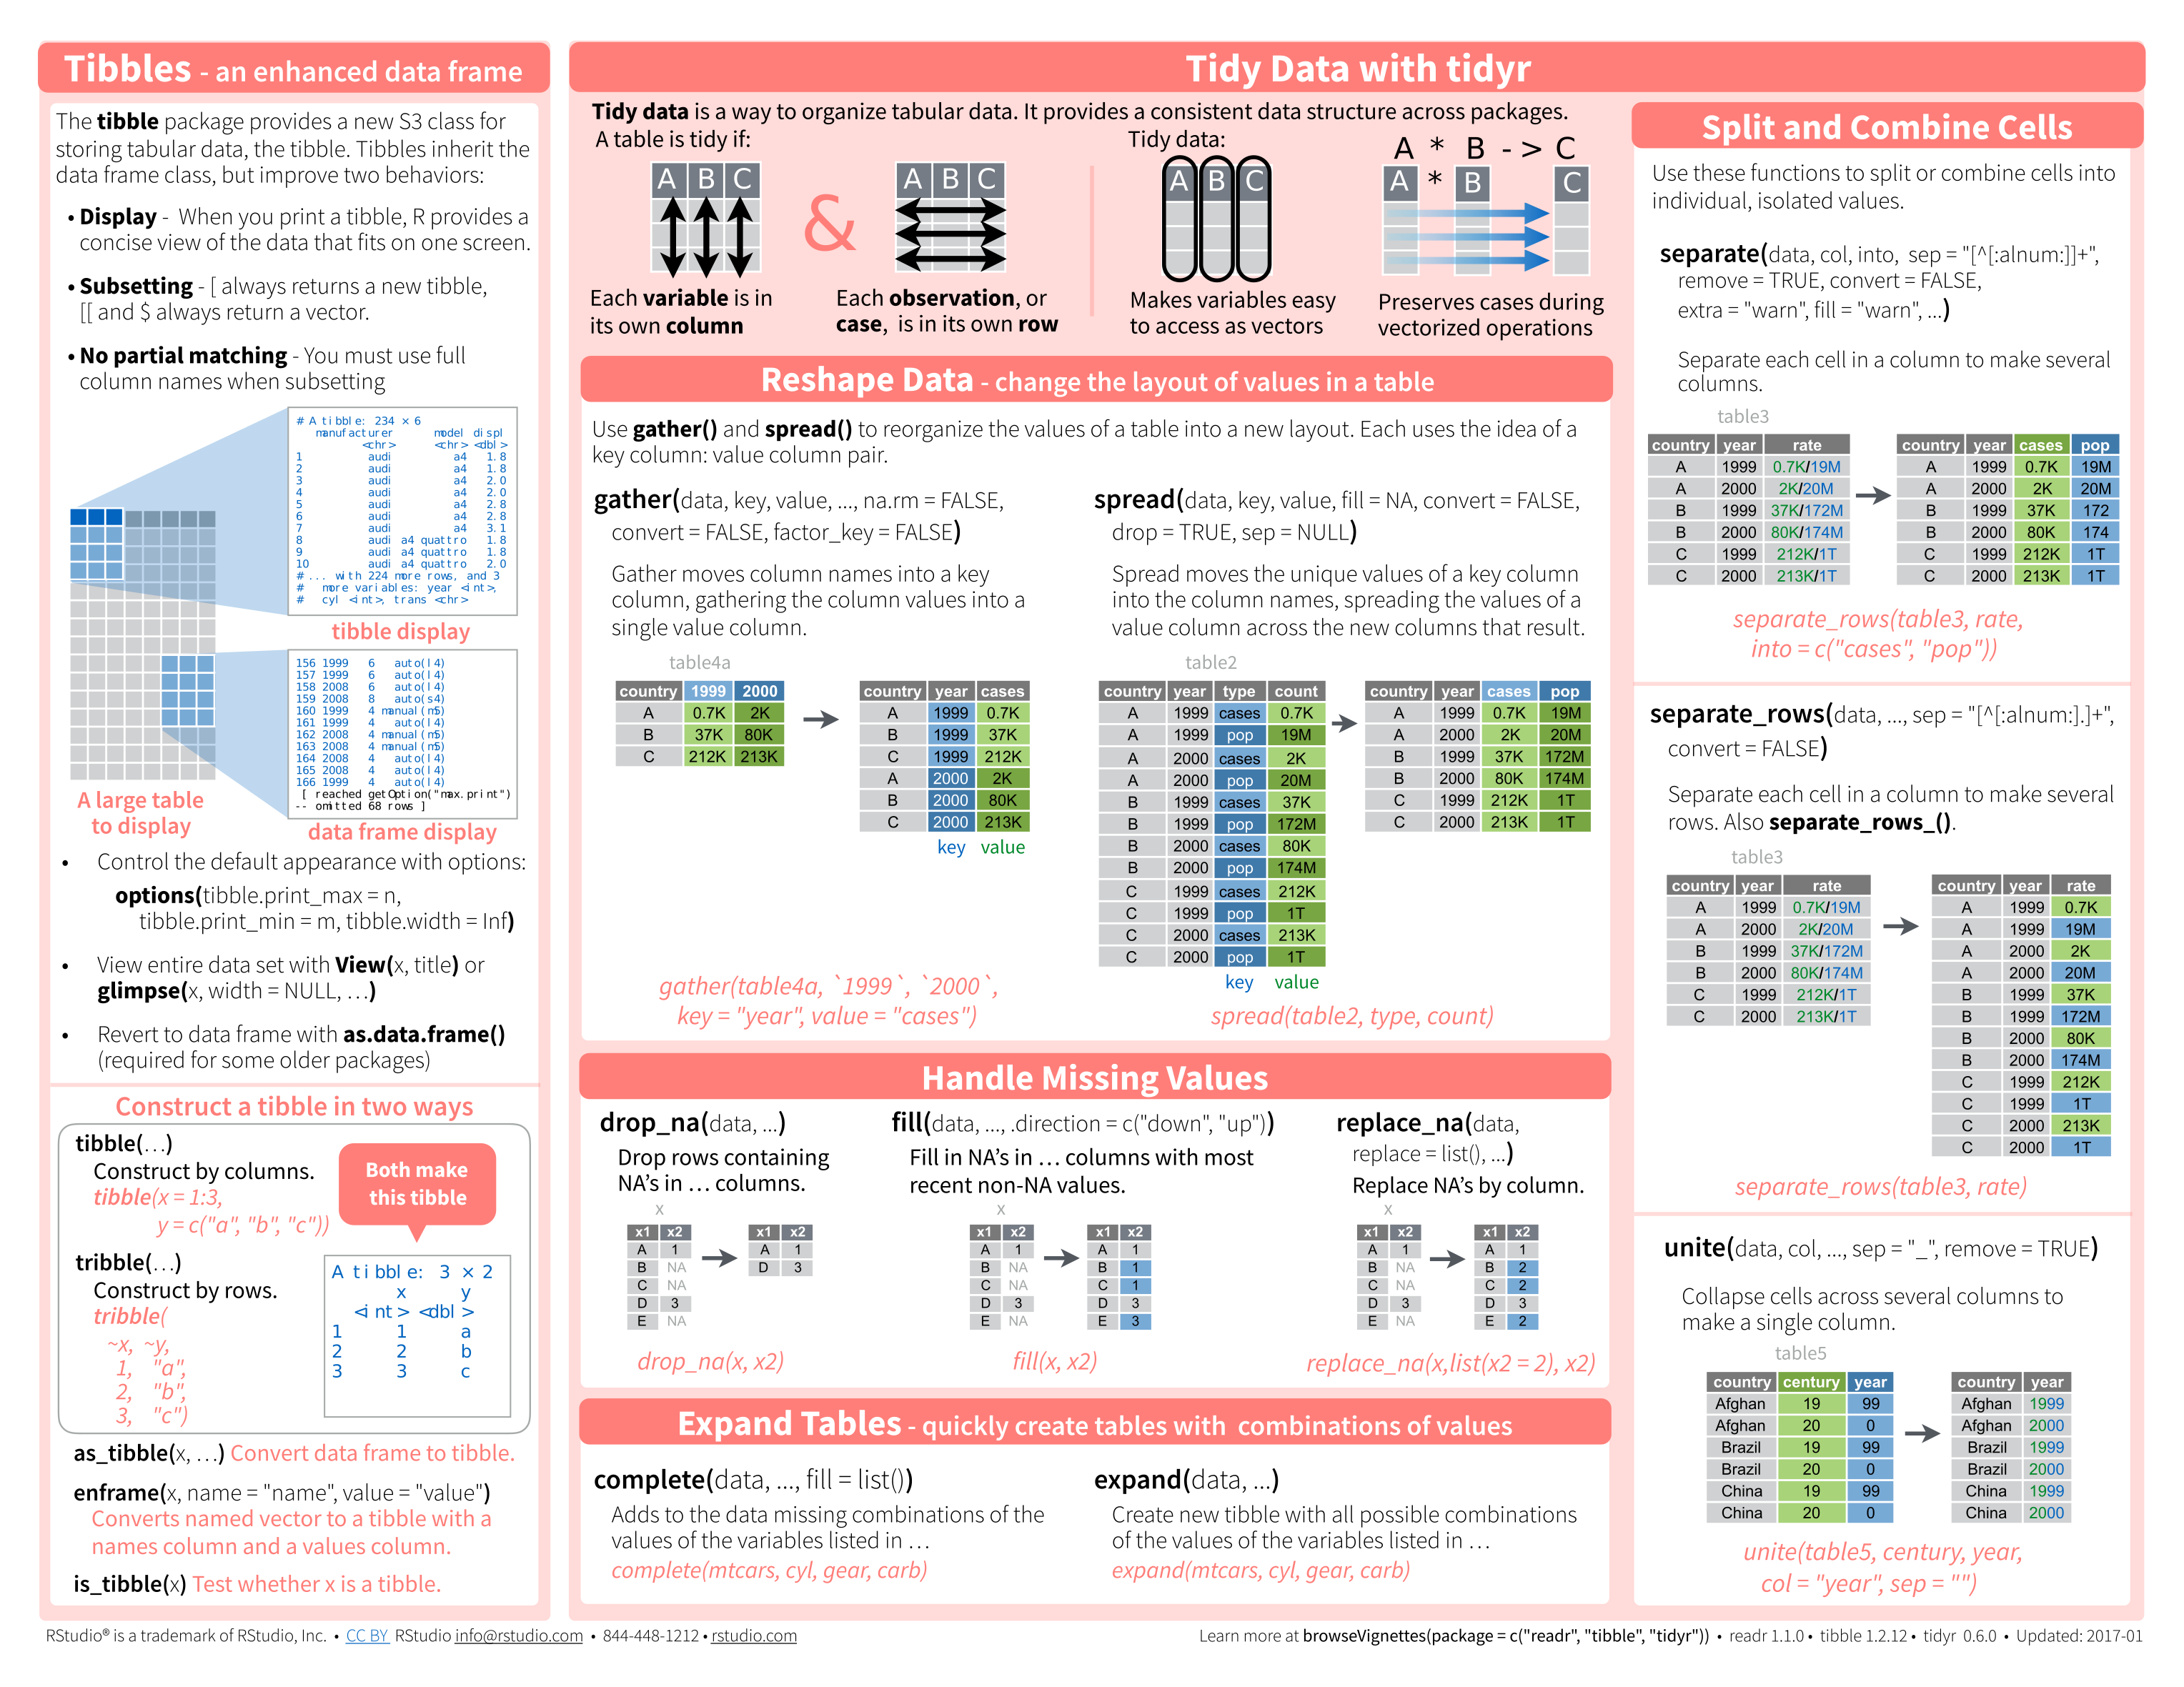 Tibbles - an enhanced data frame
The tibble package provides a new S3 class for
storing tabular data, the tibble. Tibbles inherit the
data frame class, but improve two behaviors:
• Display - When you print a tibble, R provides a
concise view of the data that fits on one screen.
• Subsetting - [ always returns a new tibble,
[[ and $ always return a vector.
• No partial matching - You must use full
column names when subsetting
# A tibble: 234 × 6
manufacturer model displ
<chr> <chr> <dbl>
1 audi a4 1.8
2 audi a4 1.8
3 audi a4 2.0
4 audi a4 2.0
5 audi a4 2.8
6 audi a4 2.8
7 audi a4 3.1
8 audi a4 quattro 1.8
9 audi a4 quattro 1.8
10 audi a4 quattro 2.0
# ... with 224 more rows, and 3
# more variables: year <int>,
# cyl <int>, trans <chr>
tibble display
156 1999 6 auto(l4)
157 1999 6 auto(l4)
158 2008 6 auto(l4)
159 2008 8 auto(s4)
160 1999 4 manual(m5)
161 1999 4 auto(l4)
162 2008 4 manual(m5)
163 2008 4 manual(m5)
164 2008 4 auto(l4)
165 2008 4 auto(l4)
166 1999 4 auto(l4)
[ reached getOption("max.print")
-- omitted 68 rows ]
A large table
to display
data frame display
• Control the default appearance with options:
options(tibble.print_max = n,
tibble.print_min = m, tibble.width = Inf)
• View entire data set with View(x, title) or
glimpse(x, width = NULL, …)
• Revert to data frame with as.data.frame()
(required for some older packages)
Construct a tibble in two ways
tibble(…)
Construct by columns.
tibble(x = 1:3,
y = c("a", "b", "c"))
Both make
this tibble
tribble(…)
Construct by rows.
tribble(
~x, ~y,
1, "a",
2, "b",
3, "c")
A tibble: 3 × 2
x y
<int> <dbl>
1 1 a
2 2 b
3 3 c
as_tibble(x, …) Convert data frame to tibble.
enframe(x, name = "name", value = "value")
Converts named vector to a tibble with a
names column and a values column.
is_tibble(x) Test whether x is a tibble.
Tidy Data with tidyr
Tidy data is a way to organize tabular data. It provides a consistent data structure across packages.
A table is tidy if:
A B C
&
A B C
Each variable is in
its own column
Each observation, or
case, is in its own row
Tidy data:
A B C
Makes variables easy
to access as vectors
A * B -> C
A * B C
Preserves cases during
vectorized operations
Reshape Data - change the layout of values in a table
Use gather() and spread() to reorganize the values of a table into a new layout. Each uses the idea of a
key column: value column pair.
gather(data, key, value, ..., na.rm = FALSE,
convert = FALSE, factor_key = FALSE)
Gather moves column names into a key
column, gathering the column values into a
single value column.
table4a
country 1999 2000
A 0.7K 2K
B 37K 80K
C 212K 213K
country year cases
A 1999 0.7K
B 1999 37K
C 1999 212K
A 2000 2K
B 2000 80K
C 2000 213K
key value
gather(table4a, `1999`, `2000`,
key = "year", value = "cases")
spread(data, key, value, fill = NA, convert = FALSE,
drop = TRUE, sep = NULL)
Spread moves the unique values of a key column
into the column names, spreading the values of a
value column across the new columns that result.
table2
country year type count
A 1999 cases 0.7K
A 1999 pop 19M
A 2000 cases 2K
A 2000 pop 20M
B 1999 cases 37K
B 1999 pop 172M
B 2000 cases 80K
B 2000 pop 174M
C 1999 cases 212K
C 1999 pop 1T
C 2000 cases 213K
C 2000 pop 1T
key value
country year cases pop
A 1999 0.7K 19M
A 2000 2K 20M
B 1999 37K 172M
B 2000 80K 174M
C 1999 212K 1T
C 2000 213K 1T
spread(table2, type, count)
Handle Missing Values
drop_na(data, ...)
Drop rows containing
NA's in … columns.
x
x1 x2
A 1
B NA
C NA
D 3
E NA
x1 x2
A 1
D 3
drop_na(x, x2)
fill(data, ..., .direction = c("down", "up"))
Fill in NA's in … columns with most
recent non-NA values.
x
x1 x2
A 1
B NA
C NA
D 3
E NA
x1 x2
A 1
B 1
C 1
D 3
E 3
fill(x, x2)
replace_na(data,
replace = list(), ...)
Replace NA's by column.
x
x1 x2
A 1
B NA
C NA
D 3
E NA
x1 x2
A 1
B 2
C 2
D 3
E 2
replace_na(x,list(x2 = 2), x2)
Expand Tables - quickly create tables with combinations of values
complete(data, ..., fill = list())
Adds to the data missing combinations of the
values of the variables listed in …
complete(mtcars, cyl, gear, carb)
expand(data, ...)
Create new tibble with all possible combinations
of the values of the variables listed in …
expand(mtcars, cyl, gear, carb)
Split and Combine Cells
Use these functions to split or combine cells into
individual, isolated values.
separate(data, col, into, sep = "[^[:alnum:]]+",
remove = TRUE, convert = FALSE,
extra = "warn", fill = "warn", ...)
Separate each cell in a column to make several
columns.
table3
country year rate
A 1999 0.7K/19M
A 2000 2K/20M
B 1999 37K/172M
B 2000 80K/174M
C 1999 212K/1T
C 2000 213K/1T
country year cases pop
A 1999 0.7K 19M
A 2000 2K 20M
B 1999 37K 172
B 2000 80K 174
C 1999 212K 1T
C 2000 213K 1T
separate_rows(table3, rate,
into = c("cases", "pop"))
separate_rows(data, ..., sep = "[^[:alnum:].]+",
convert = FALSE)
Separate each cell in a column to make several
rows. Also separate_rows_().
table3
country year rate
A 1999 0.7K/19M
A 2000 2K/20M
B 1999 37K/172M
B 2000 80K/174M
C 1999 212K/1T
C 2000 213K/1T
country year rate
A 1999 0.7K
A 1999 19M
A 2000 2K
A 2000 20M
B 1999 37K
B 1999 172M
B 2000 80K
B 2000 174M
C 1999 212K
C 1999 1T
C 2000 213K
C 2000 1T
separate_rows(table3, rate)
unite(data, col, ..., sep = "_", remove = TRUE)
Collapse cells across several columns to
make a single column.
table5
country century year
Afghan 19 99
Afghan 20 0
Brazil 19 99
Brazil 20 0
China 19 99
China 20 0
country year
Afghan 1999
Afghan 2000
Brazil 1999
Brazil 2000
China 1999
China 2000
unite(table5, century, year,
col = "year", sep = "")
RStudio® is a trademark of RStudio, Inc. • CC BY RStudio info@rstudio.com • 844-448-1212 • rstudio.com
Learn more at browseVignettes(package = c("readr", "tibble", "tidyr")) • readr 1.1.0 • tibble 1.2.12 • tidyr 0.6.0 • Updated: 2017-01